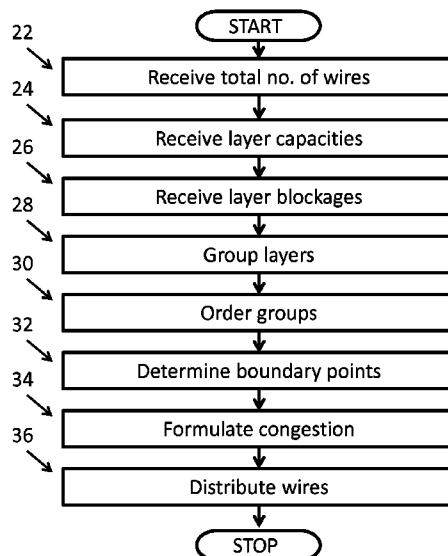 START
22
Receive total no. of wires
24
Receive layer capacities
26
Receive layer blockages
28
Group layers
30
Order groups
32
Determine boundary points
34
Formulate congestion
36
Distribute wires
STOP